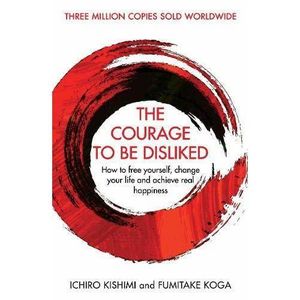 THREE MILLION COPIES SOLD WORLDWIDE
THE
COURAGE
TO BE DISLIKED
How to free yourself, change
your life and achieve real
happiness
ICHIRO KISHIMI and FUMITAKE KOGA